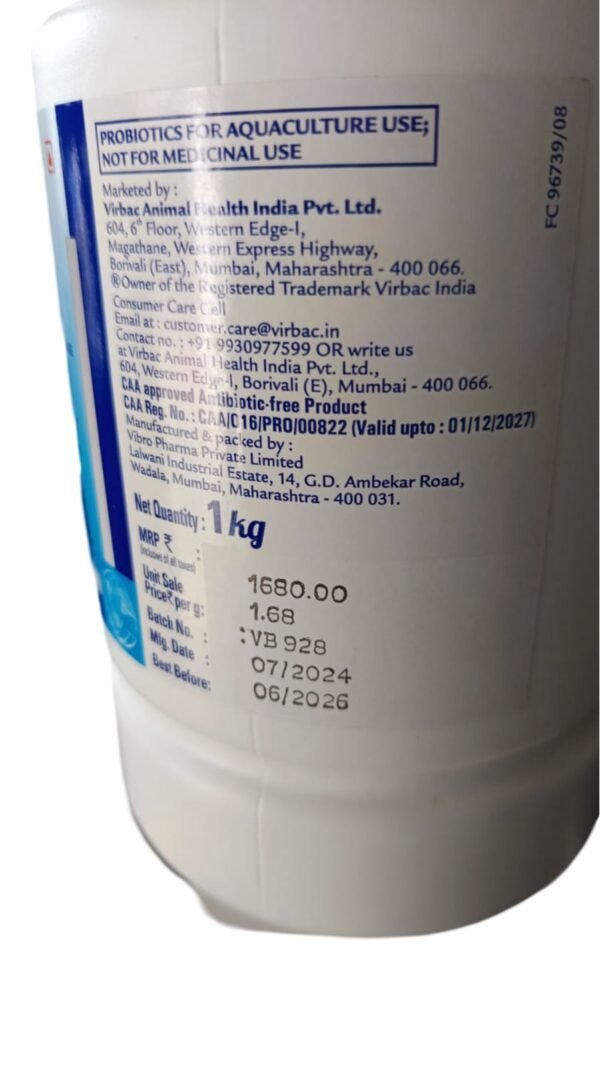 PROBIOTICS FOR AQUACULTURE USE;
NOT FOR MEDICINAL USE
Marketed by :
Virbac Animal Health India Pvt. Ltd.
604, 6th Floor, Western Edge-I,
Magathane, Western Express Highway,
Borivali (East), Mumbai, Maharashtra - 400 066.
®Owner of the Registered Trademark Virbac India
Consumer Care Cell
Email at : customer.care@virbac.in
Contact no. : +91-9930977599 OR write us
at Virbac Animal Health India Pvt. Ltd.,
604, Western Edge-I, Borivali (E), Mumbai - 400 066.
CAA approved Antibiotic-free Product
CAA Reg. No. : CAA/C16/PRO/00822 (Valid upto : 01/12/2027)
Manufactured & packed by :
Vibro Pharma Private Limited
Lalwani Industrial Estate, 14, G.D. Ambekar Road,
Wadala, Mumbai, Maharashtra - 400 031.
Net Quantity : 1 kg
MRP ₹ : 1680.00
(Inclusive of all taxes)
Unit Sale
Price ₹ per g: 1.68
Batch No. : :VB 928
Mfg. Date : 07/2024
Best Before: 06/2026
FC 96739/08